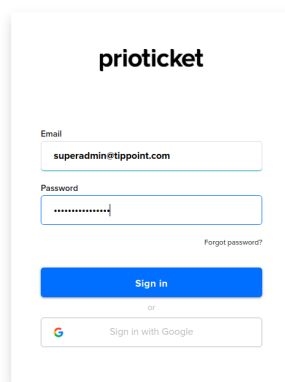 prioticket
Email
superadmin@tippoint.com
Password
••••••••••••••••
Forgot password?
Sign in
or
Sign in with Google